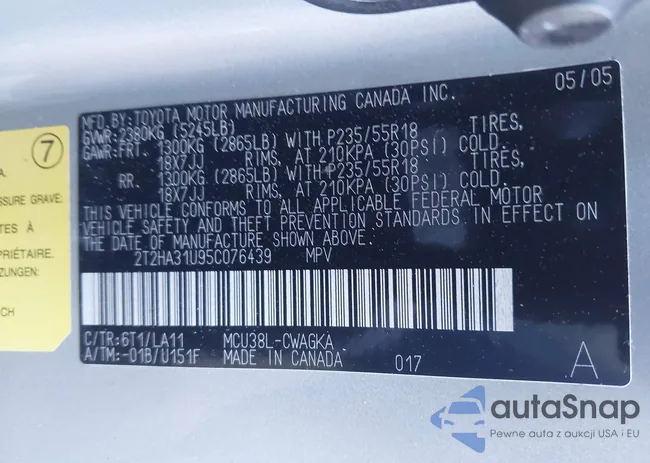 05/05
MFD.BY:TOYOTA MOTOR MANUFACTURING CANADA INC.
GVWR:2380KG (5245LB)
GAWR:FRT. 1300KG (2865LB) WITH P235/55R18 TIRES,
18X7JJ RIMS, AT 210KPA (30PSI) COLD.
RR. 1300KG (2865LB) WITH P235/55R18 TIRES,
18X7JJ RIMS, AT 210KPA (30PSI) COLD.
THIS VEHICLE CONFORMS TO ALL APPLICABLE FEDERAL MOTOR
VEHICLE SAFETY AND THEFT PREVENTION STANDARDS IN EFFECT ON
THE DATE OF MANUFACTURE SHOWN ABOVE.
2T2HA31U95C076439 MPV
C/TR:6T1/LA11 MCU38L-CWAGKA
A/TM:-01B/U151F MADE IN CANADA 017 A
7
A.
SSURE GRAVE:
TES À
PRIÉTAIRE.
ZUNGEN:
CH
autoSnap
Pewne auta z aukcji USA i EU